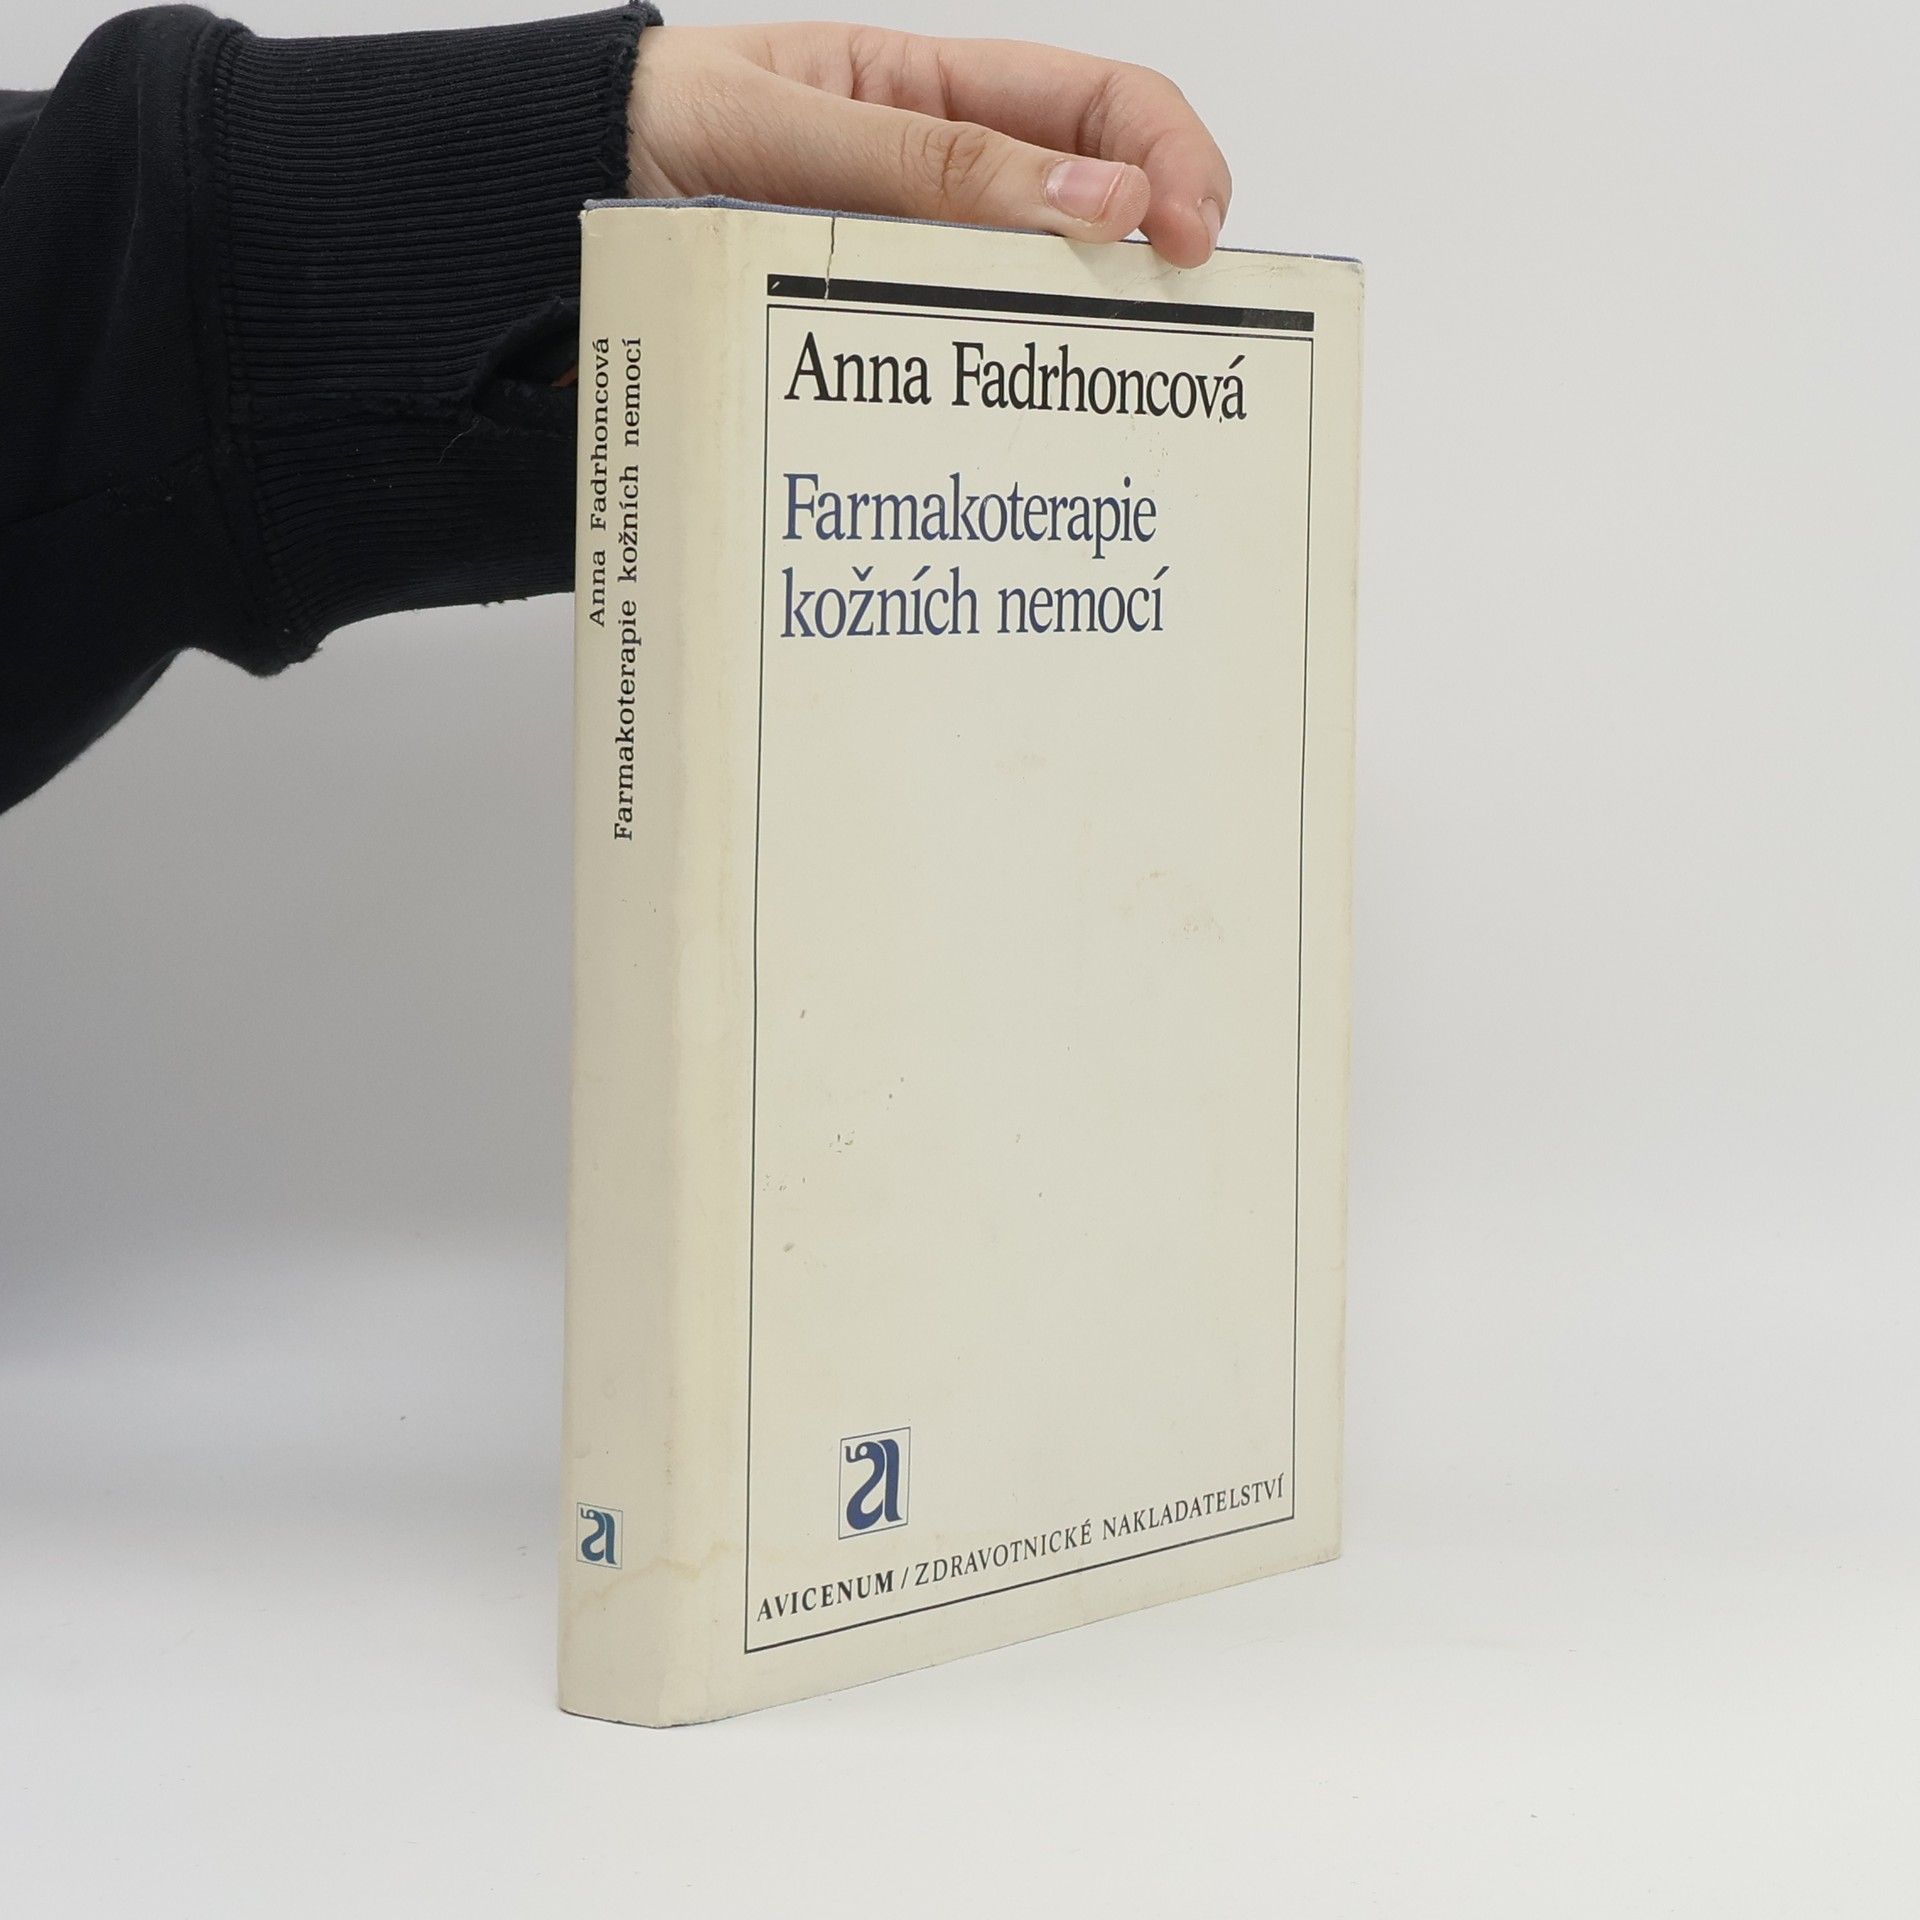 Anna Fadrhoncová
Farmakoterapie kožních nemocí
Anna Fadrhoncová
Farmakoterapie
kožních nemocí
AVICENUM / ZDRAVOTNICKÉ NAKLADATELSTVÍ